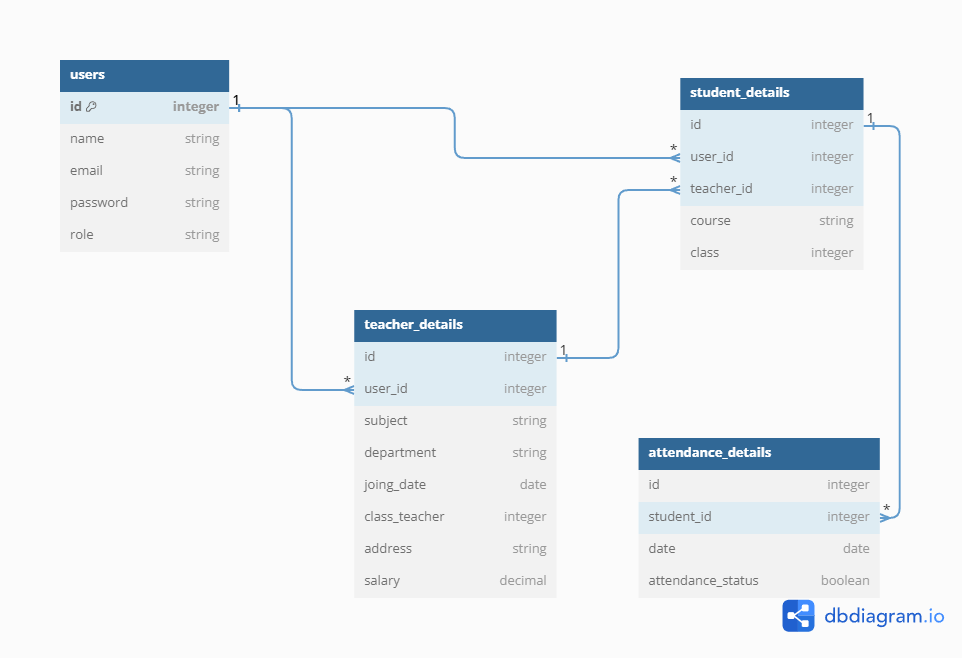 users
id integer
name string
email string
password string
role string
1
student_details
id integer
user_id integer
teacher_id integer
course string
class integer
1
*
*
teacher_details
id integer
user_id integer
subject string
department string
joing_date date
class_teacher integer
address string
salary decimal
1
*
attendance_details
id integer
student_id integer
date date
attendance_status boolean
*
dbdiagram.io